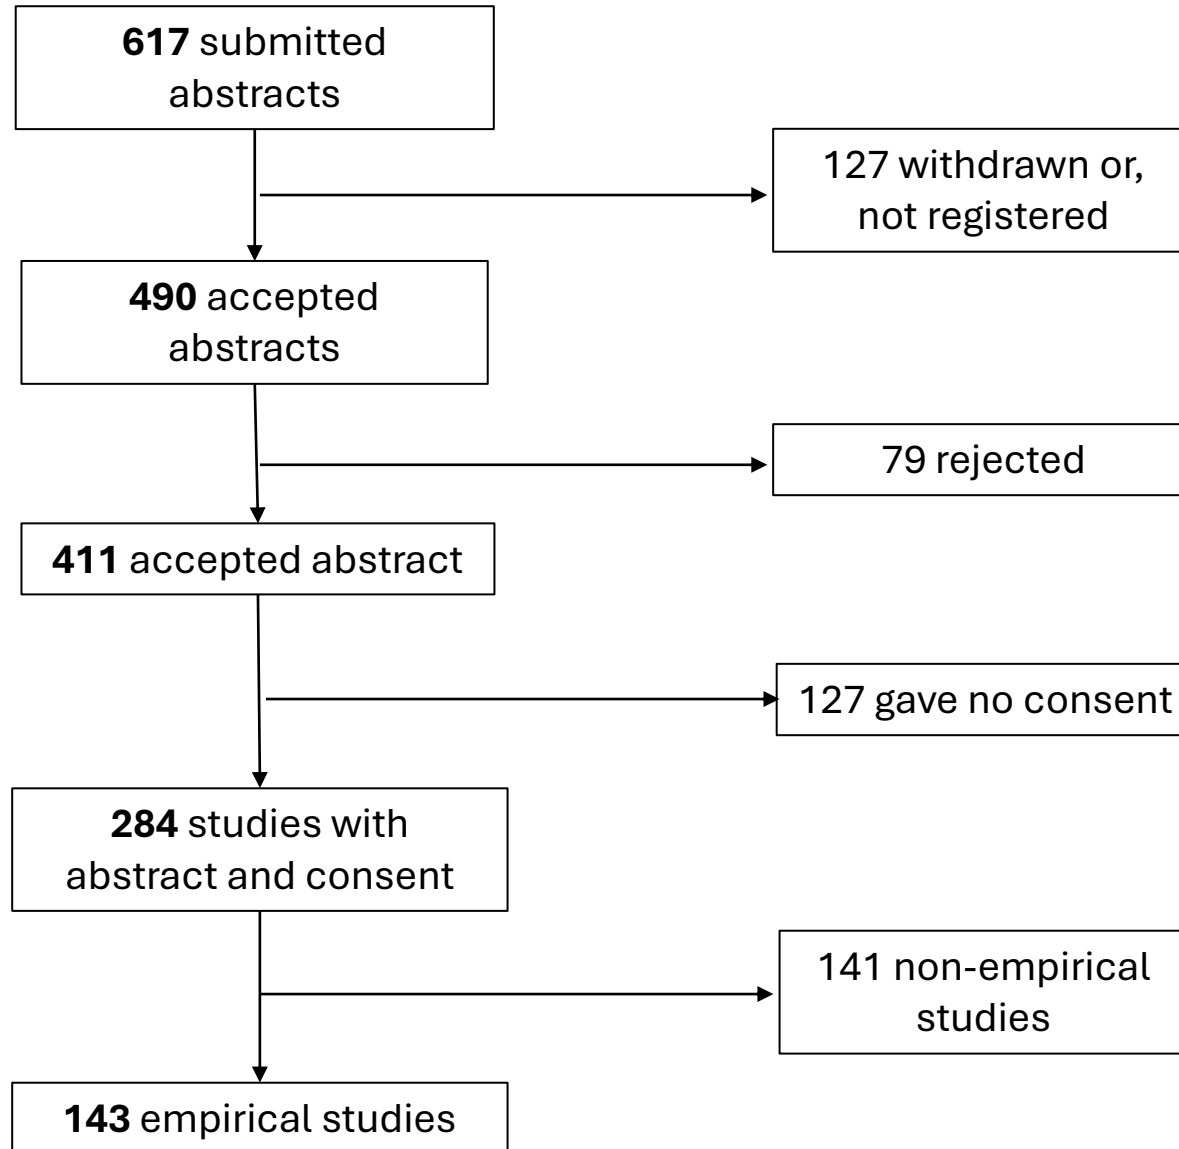 617 submitted
abstracts
127 withdrawn or,
not registered
490 accepted
abstracts
79 rejected
411 accepted abstract
127 gave no consent
284 studies with
abstract and consent
141 non-empirical
studies
143 empirical studies